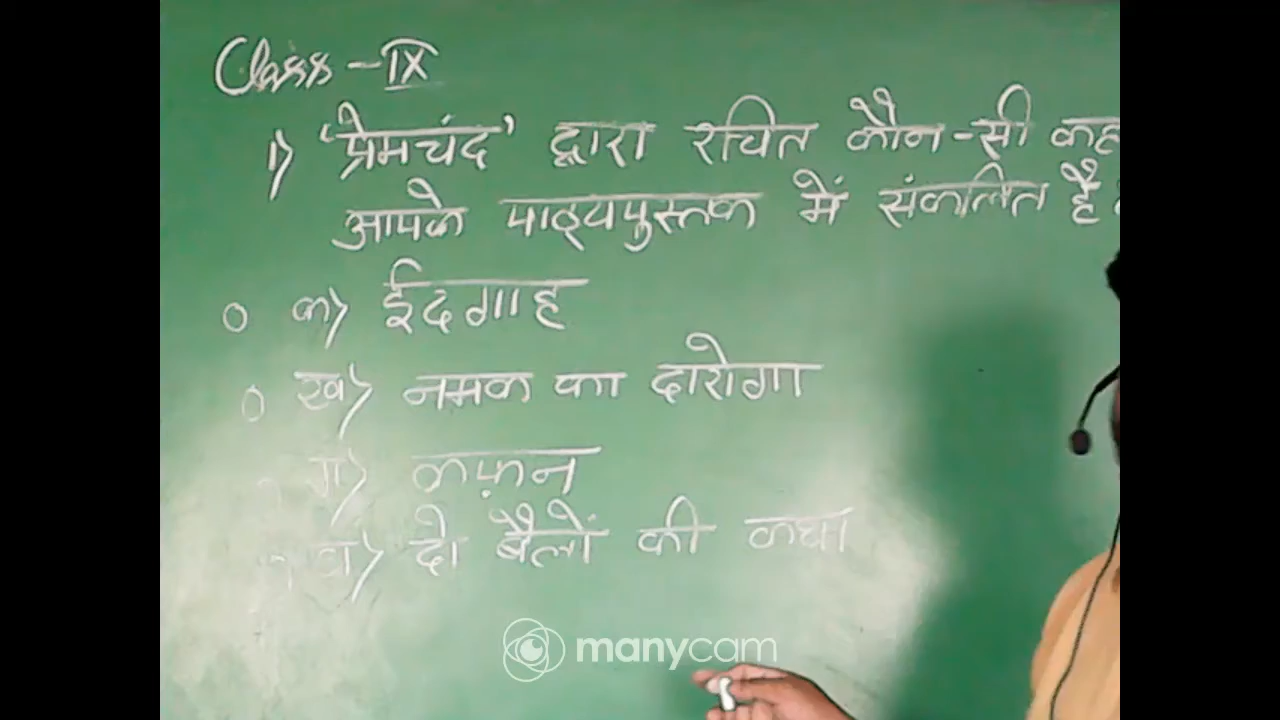 Class - IX
1) 'प्रेमचंद' द्वारा रचित कौन-सी कह
आपके पाठ्यपुस्तक में संकलित है
क) ईदगाह
ख) नमक का दारोगा
ग) कफ़न
घ) दो बैलों की कथा
manycam